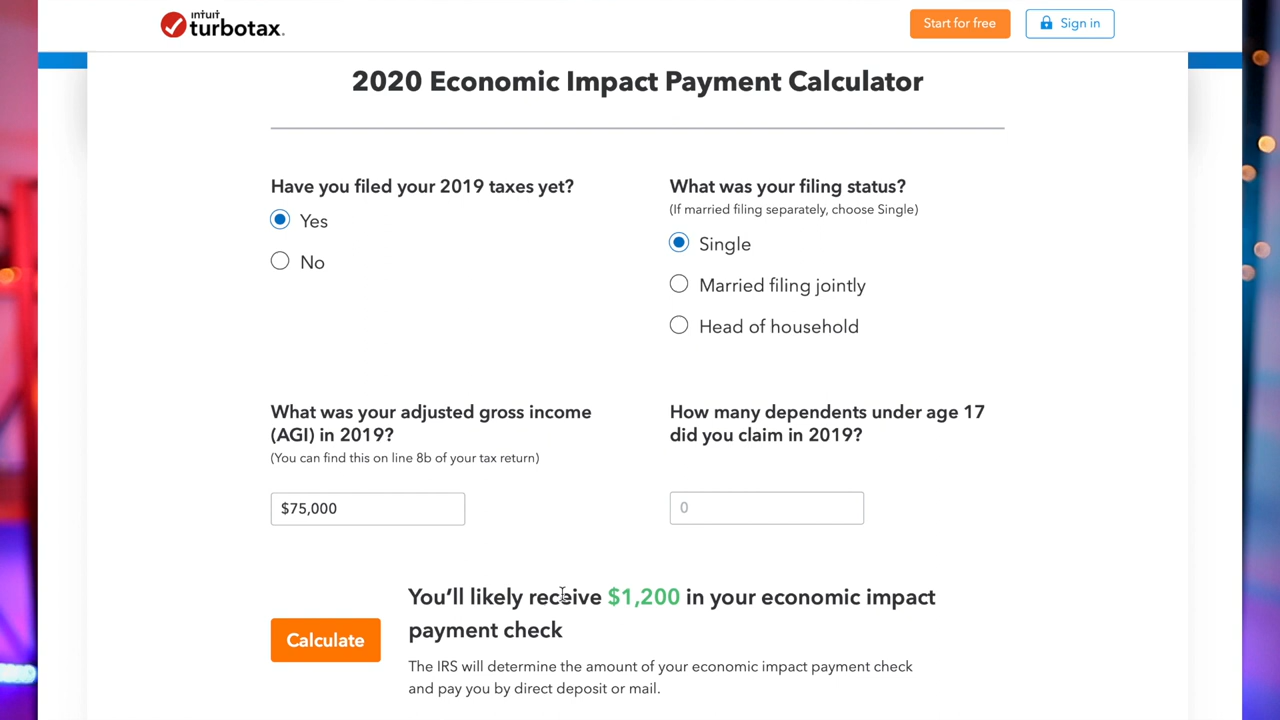 intuit
turbotax.
Start for free
Sign in
2020 Economic Impact Payment Calculator
Have you filed your 2019 taxes yet?
Yes
No
What was your filing status?
(If married filing separately, choose Single)
Single
Married filing jointly
Head of household
What was your adjusted gross income
(AGI) in 2019?
(You can find this on line 8b of your tax return)
$75,000
How many dependents under age 17
did you claim in 2019?
0
Calculate
You’ll likely receive $1,200 in your economic impact
payment check
The IRS will determine the amount of your economic impact payment check
and pay you by direct deposit or mail.